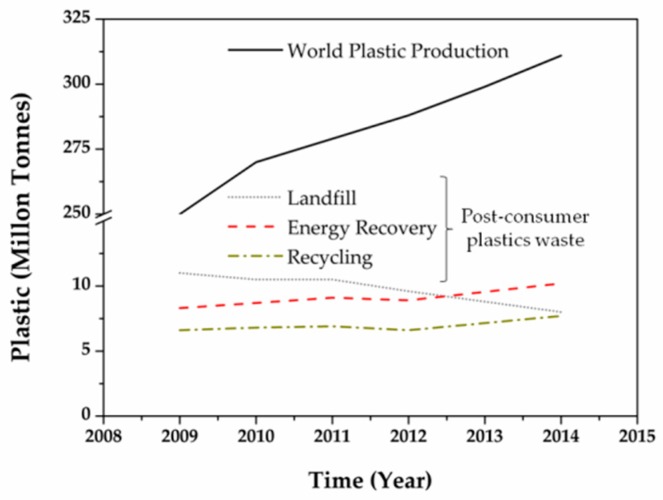 325
300
275
250
10
5
0
Plastic (Millon Tonnes)
World Plastic Production
Landfill
Energy Recovery
Recycling
Post-consumer
plastics waste
2008 2009 2010 2011 2012 2013 2014 2015
Time (Year)